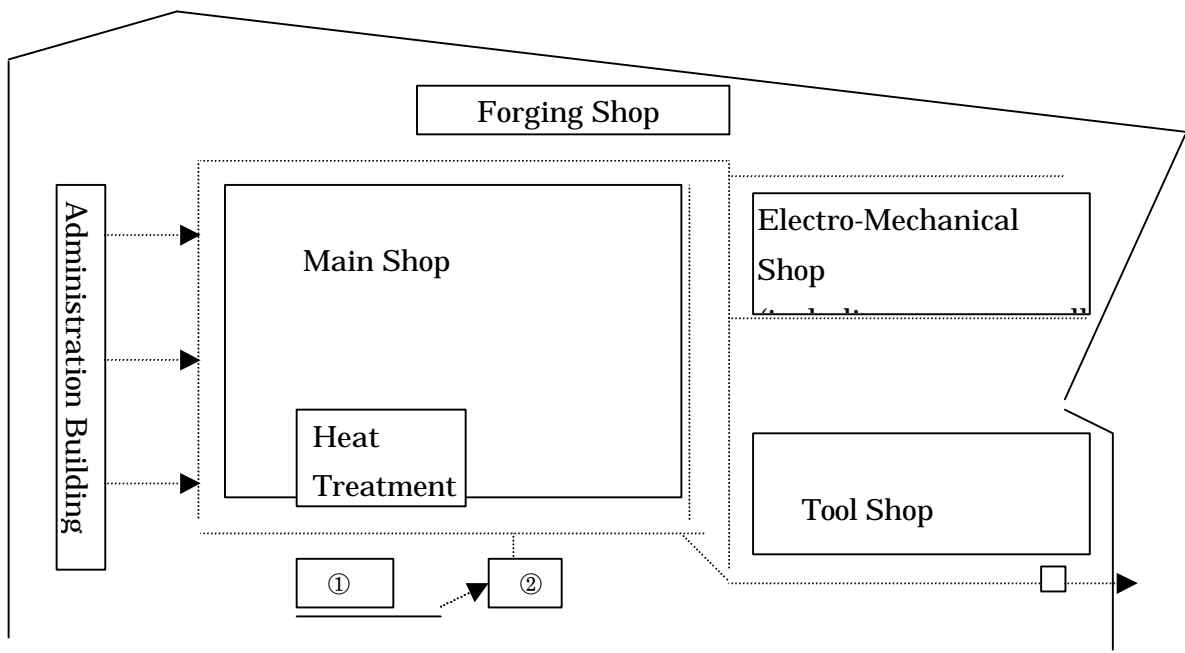 Forging Shop
Administration Building
Main Shop
Electro-Mechanical
Shop
Heat
Treatment
Tool Shop
①
②